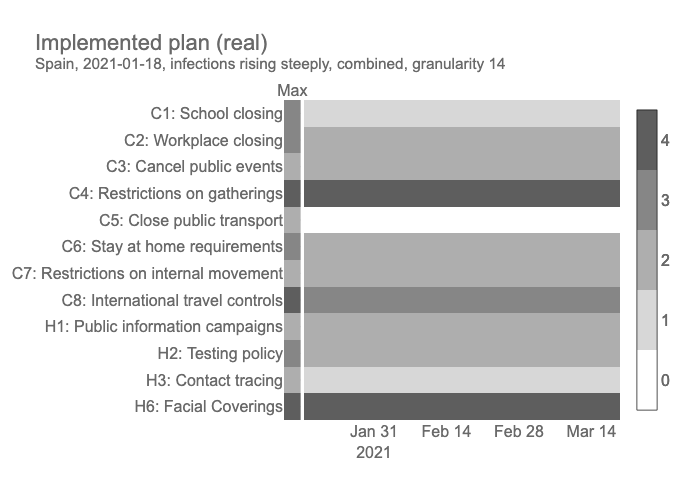 Implemented plan (real)
Spain, 2021-01-18, infections rising steeply, combined, granularity 14
Max
C1: School closing
C2: Workplace closing
C3: Cancel public events
C4: Restrictions on gatherings
C5: Close public transport
C6: Stay at home requirements
C7: Restrictions on internal movement
C8: International travel controls
H1: Public information campaigns
H2: Testing policy
H3: Contact tracing
H6: Facial Coverings
Jan 31 Feb 14 Feb 28 Mar 14
2021
4
3
2
1
0